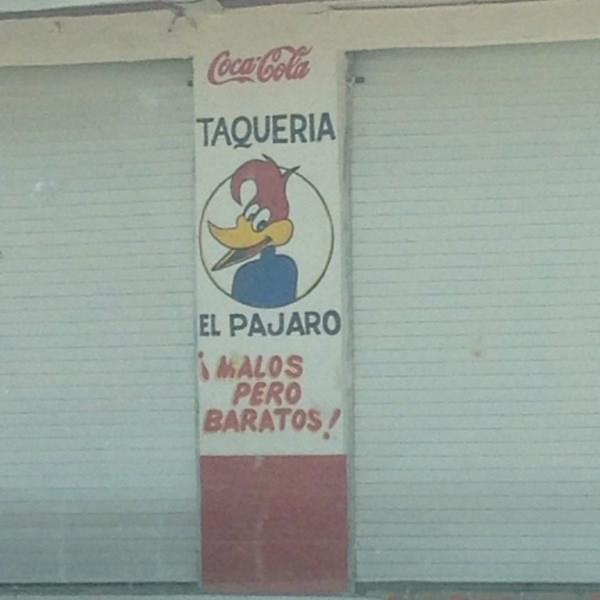 Coca-Cola
TAQUERIA
EL PAJARO
¡MALOS
PERO
BARATOS!